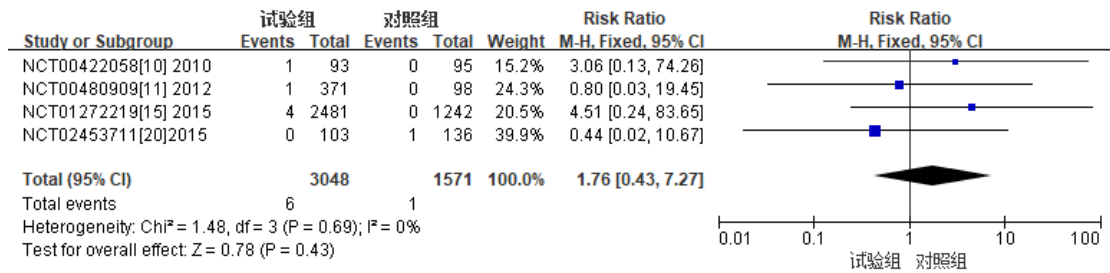 试验组 对照组 Risk Ratio Risk Ratio
Study or Subgroup Events Total Events Total Weight M-H, Fixed, 95% CI M-H, Fixed, 95% CI
NCT00422058[10] 2010 1 93 0 95 15.2% 3.06 [0.13, 74.26]
NCT00480909[11] 2012 1 371 0 98 24.3% 0.80 [0.03, 19.45]
NCT01272219[15] 2015 4 2481 0 1242 20.5% 4.51 [0.24, 83.65]
NCT02453711[20]2015 0 103 1 136 39.9% 0.44 [0.02, 10.67]
Total (95% CI) 3048 1571 100.0% 1.76 [0.43, 7.27]
Total events 6 1
Heterogeneity: Chi² = 1.48, df = 3 (P = 0.69); I² = 0%
Test for overall effect: Z = 0.78 (P = 0.43)
0.01 0.1 1 10 100
试验组 对照组